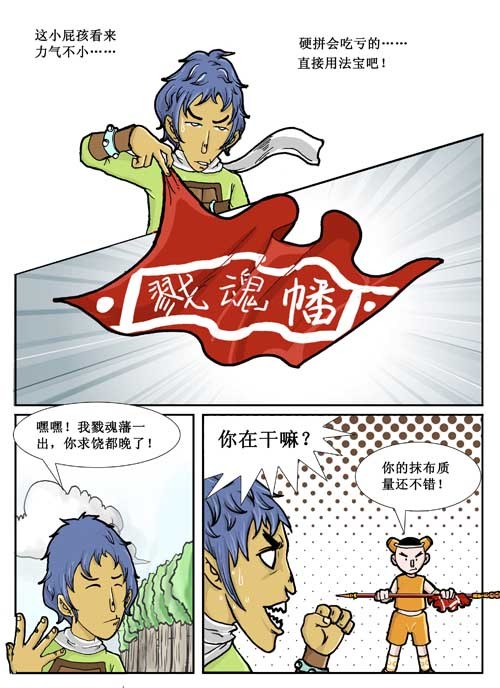 这小屁孩看来
力气不小……
硬拼会吃亏的……
直接用法宝吧！
戮魂幡
嘿嘿！我戮魂藩一
出，你求饶都晚了！
你在干嘛？
你的抹布质
量还不错！